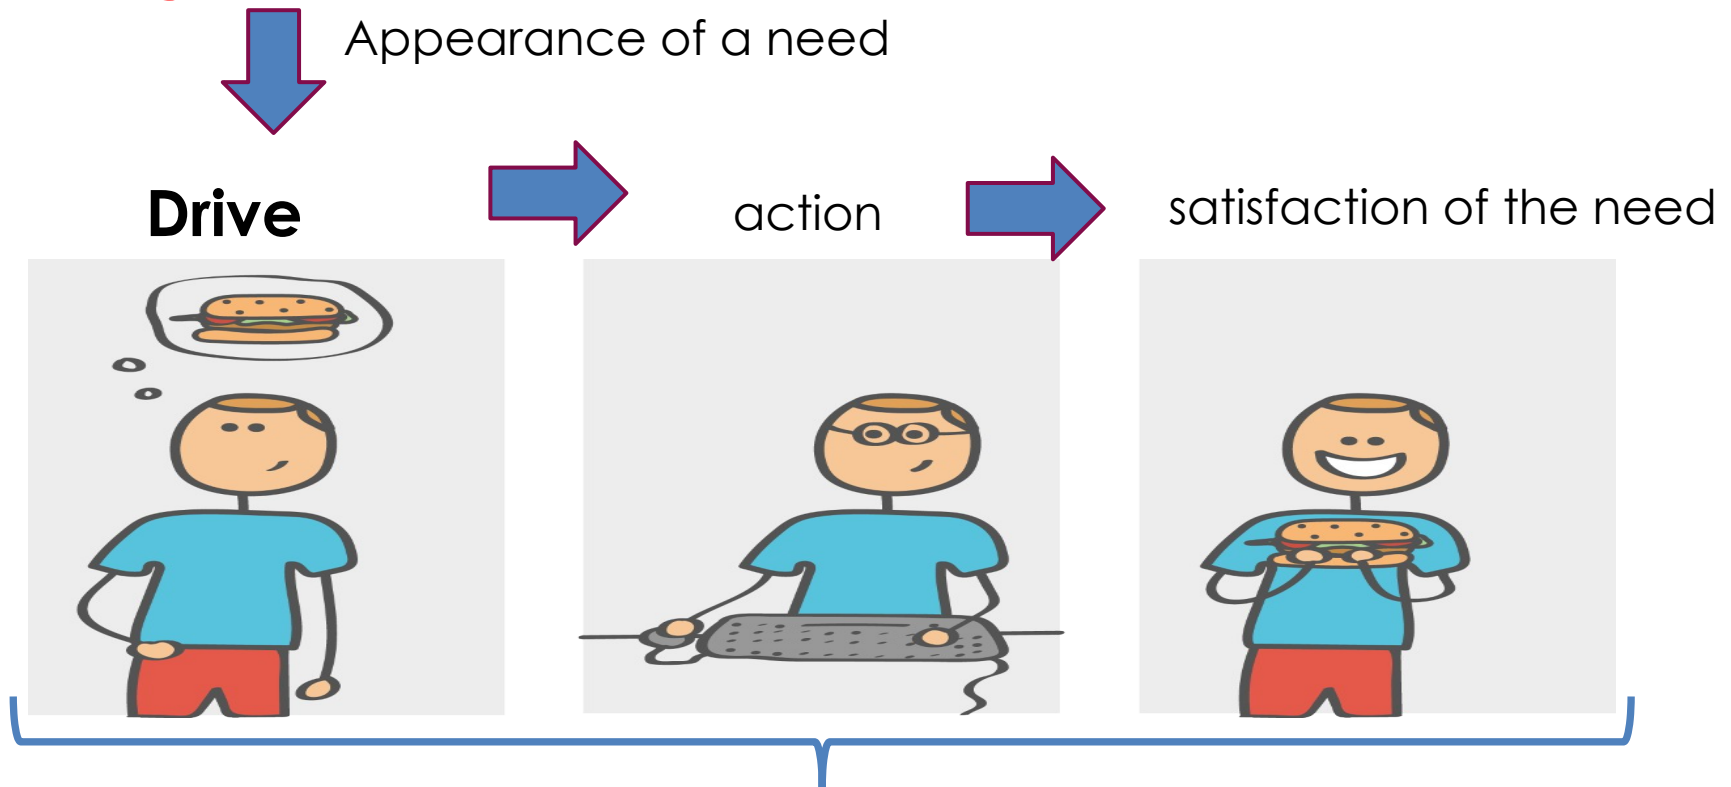 Appearance of a need
Drive
action
satisfaction of the need